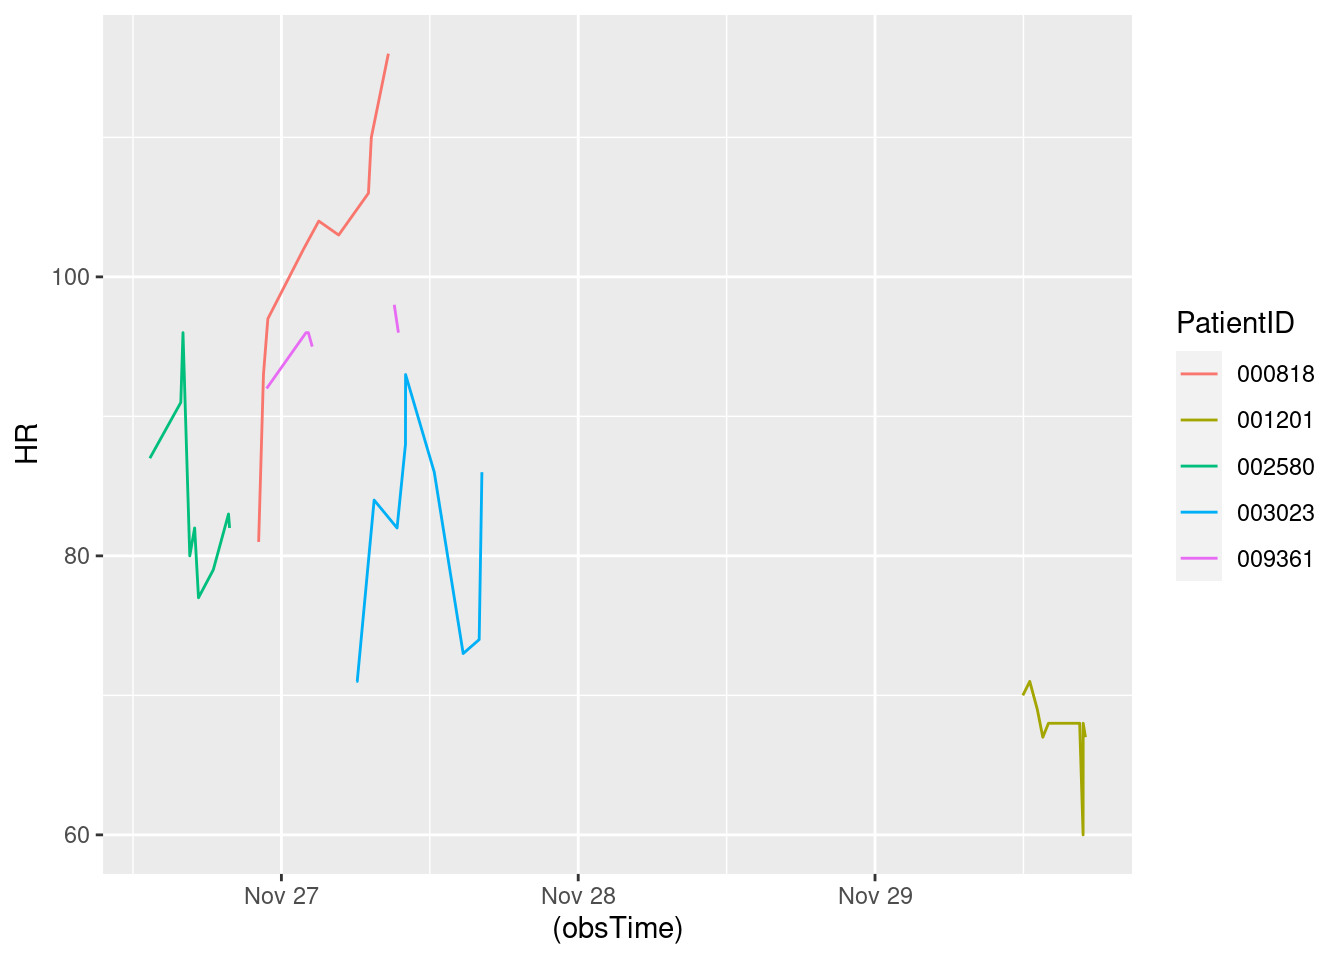 HR
100
80
60
Nov 27
Nov 28
Nov 29
(obsTime)
PatientID
000818
001201
002580
003023
009361